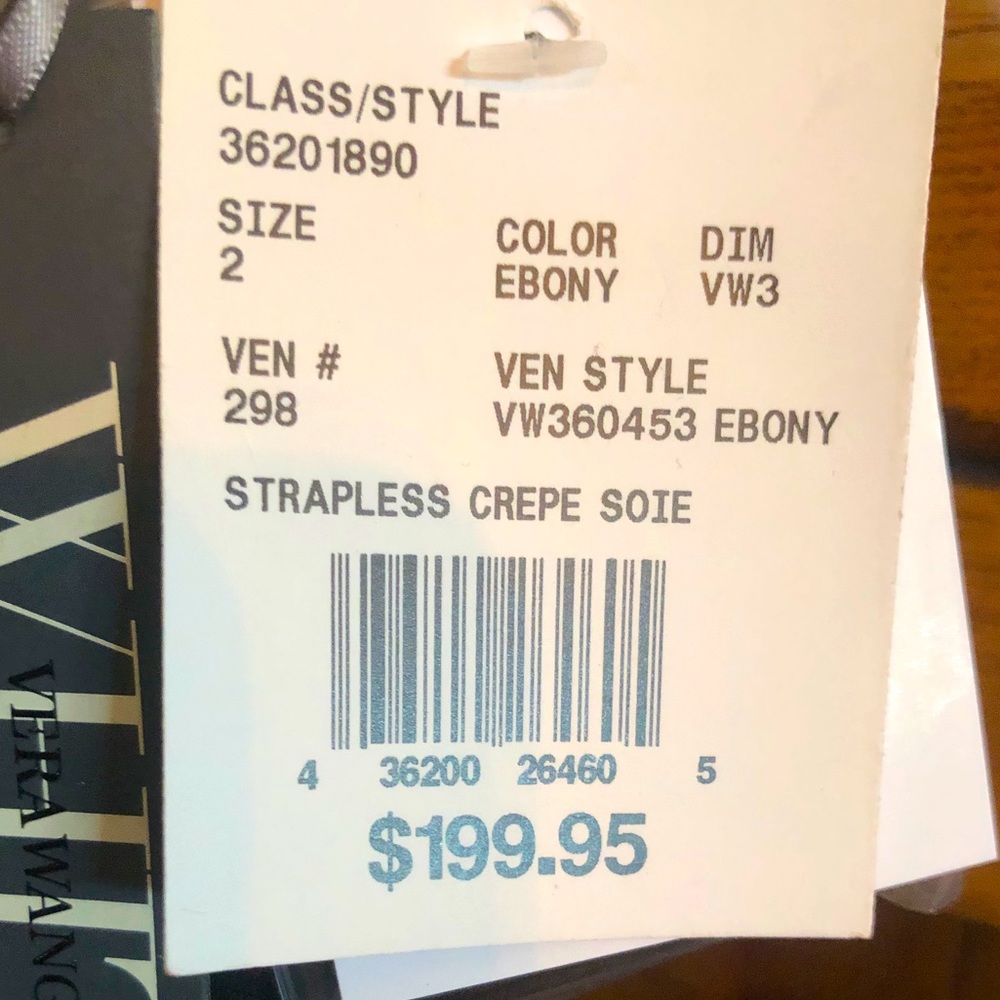 CLASS/STYLE
36201890
SIZE
2
COLOR DIM
EBONY VW3
VEN #
298
VEN STYLE
VW360453 EBONY
STRAPLESS CREPE SOIE
4 36200 26460 5
$199.95
VERA WANG